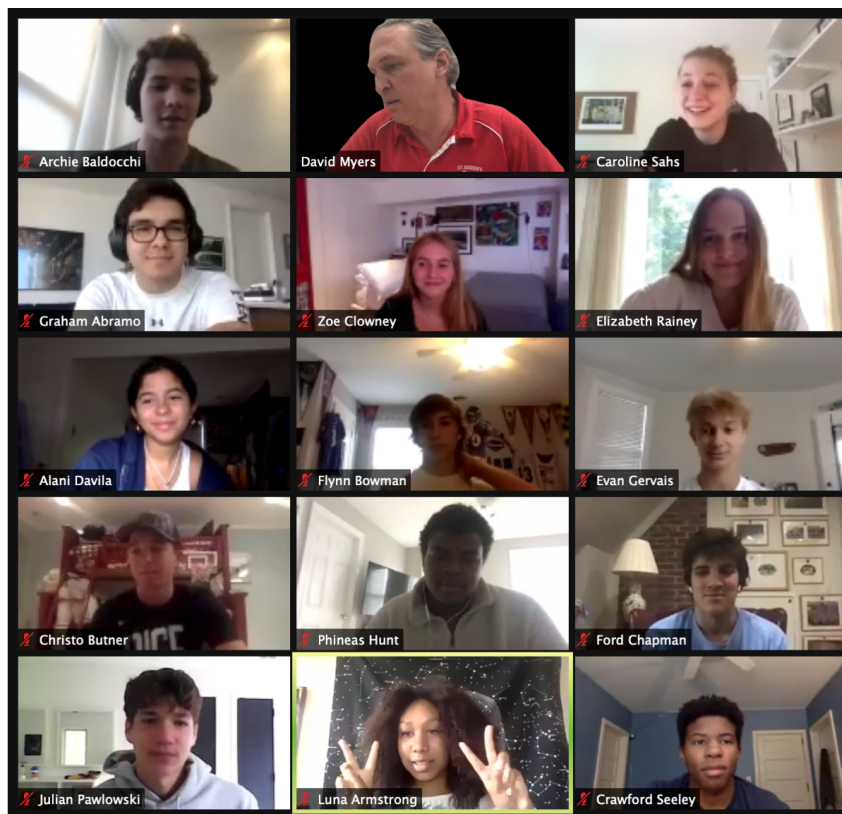 Archie Baldocchi
David Myers
Caroline Sahs
Graham Abramo
Zoe Clowney
Elizabeth Rainey
Alani Davila
Flynn Bowman
Evan Gervais
Christo Butner
Phineas Hunt
Ford Chapman
Julian Pawlowski
Luna Armstrong
Crawford Seeley